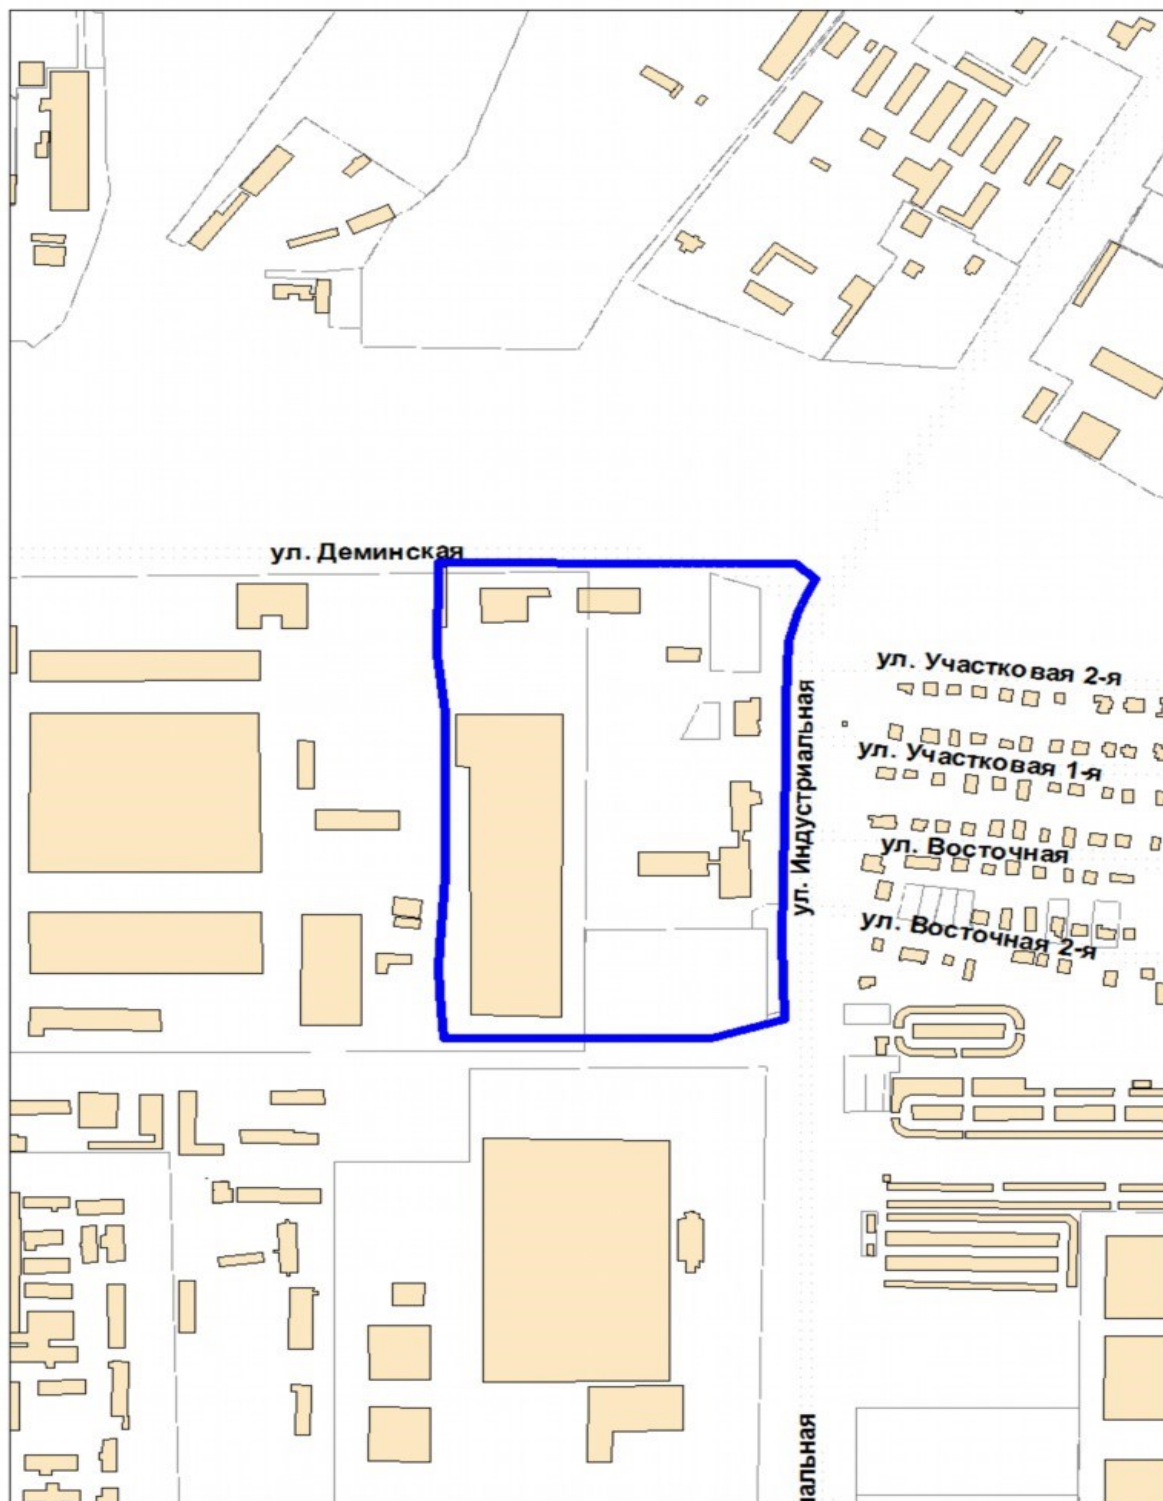 ул. Деминская
ул. Участковая 2-я
ул. Участковая 1-я
ул. Индустриальная
ул. Восточная
ул. Восточная 2-я
альная